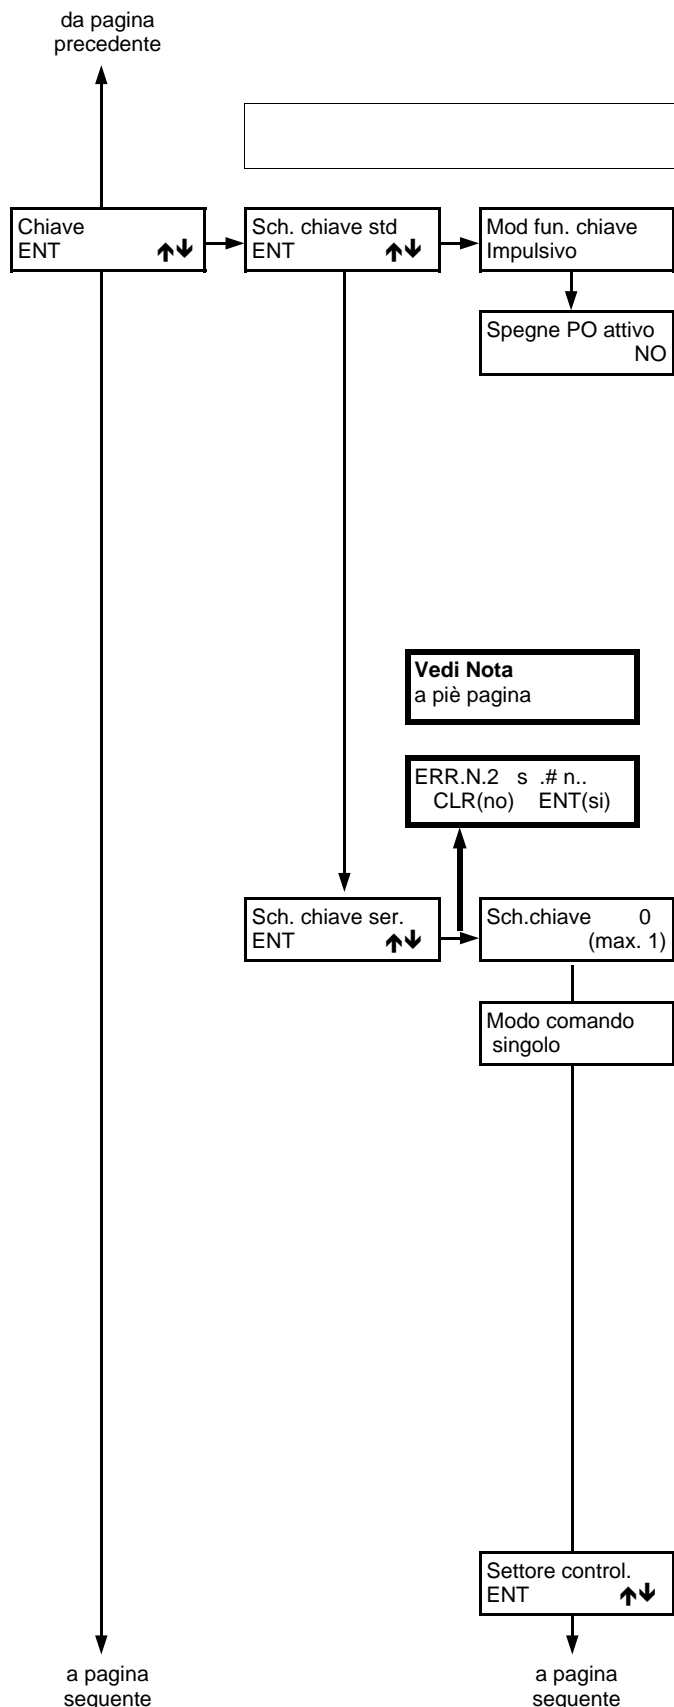 da pagina
precedente
Chiave
ENT 🡹🡻
Sch. chiave std
ENT 🡹🡻
Mod fun. chiave
Impulsivo
Spegne PO attivo
NO
Vedi Nota
a piè pagina
ERR.N.2 s .# n..
CLR(no) ENT(si)
Sch. chiave ser.
ENT 🡹🡻
Sch.chiave 0
(max. 1)
Modo comando
singolo
Settore control.
ENT 🡹🡻
a pagina
seguente
a pagina
seguente